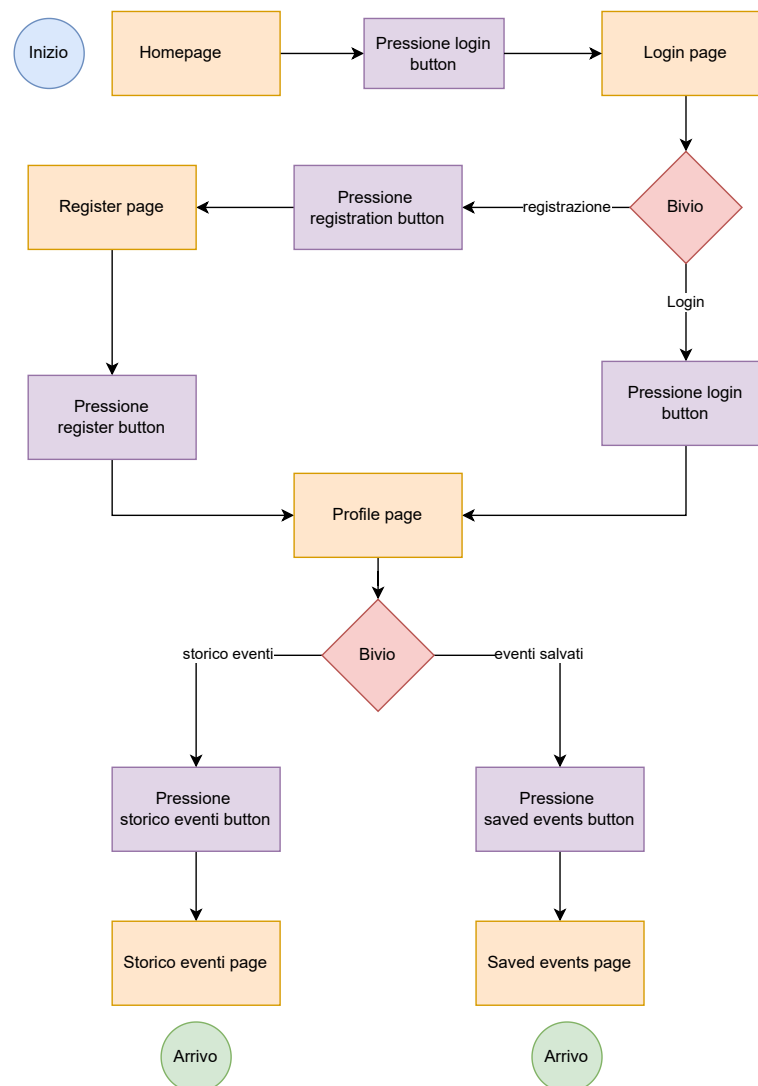 Inizio
Homepage
Pressione login
button
Login page
Register page
Pressione
registration button
registrazione
Bivio
Login
Pressione
register button
Pressione login
button
Profile page
storico eventi
Bivio
eventi salvati
Pressione
storico eventi button
Pressione
saved events button
Storico eventi page
Saved events page
Arrivo
Arrivo